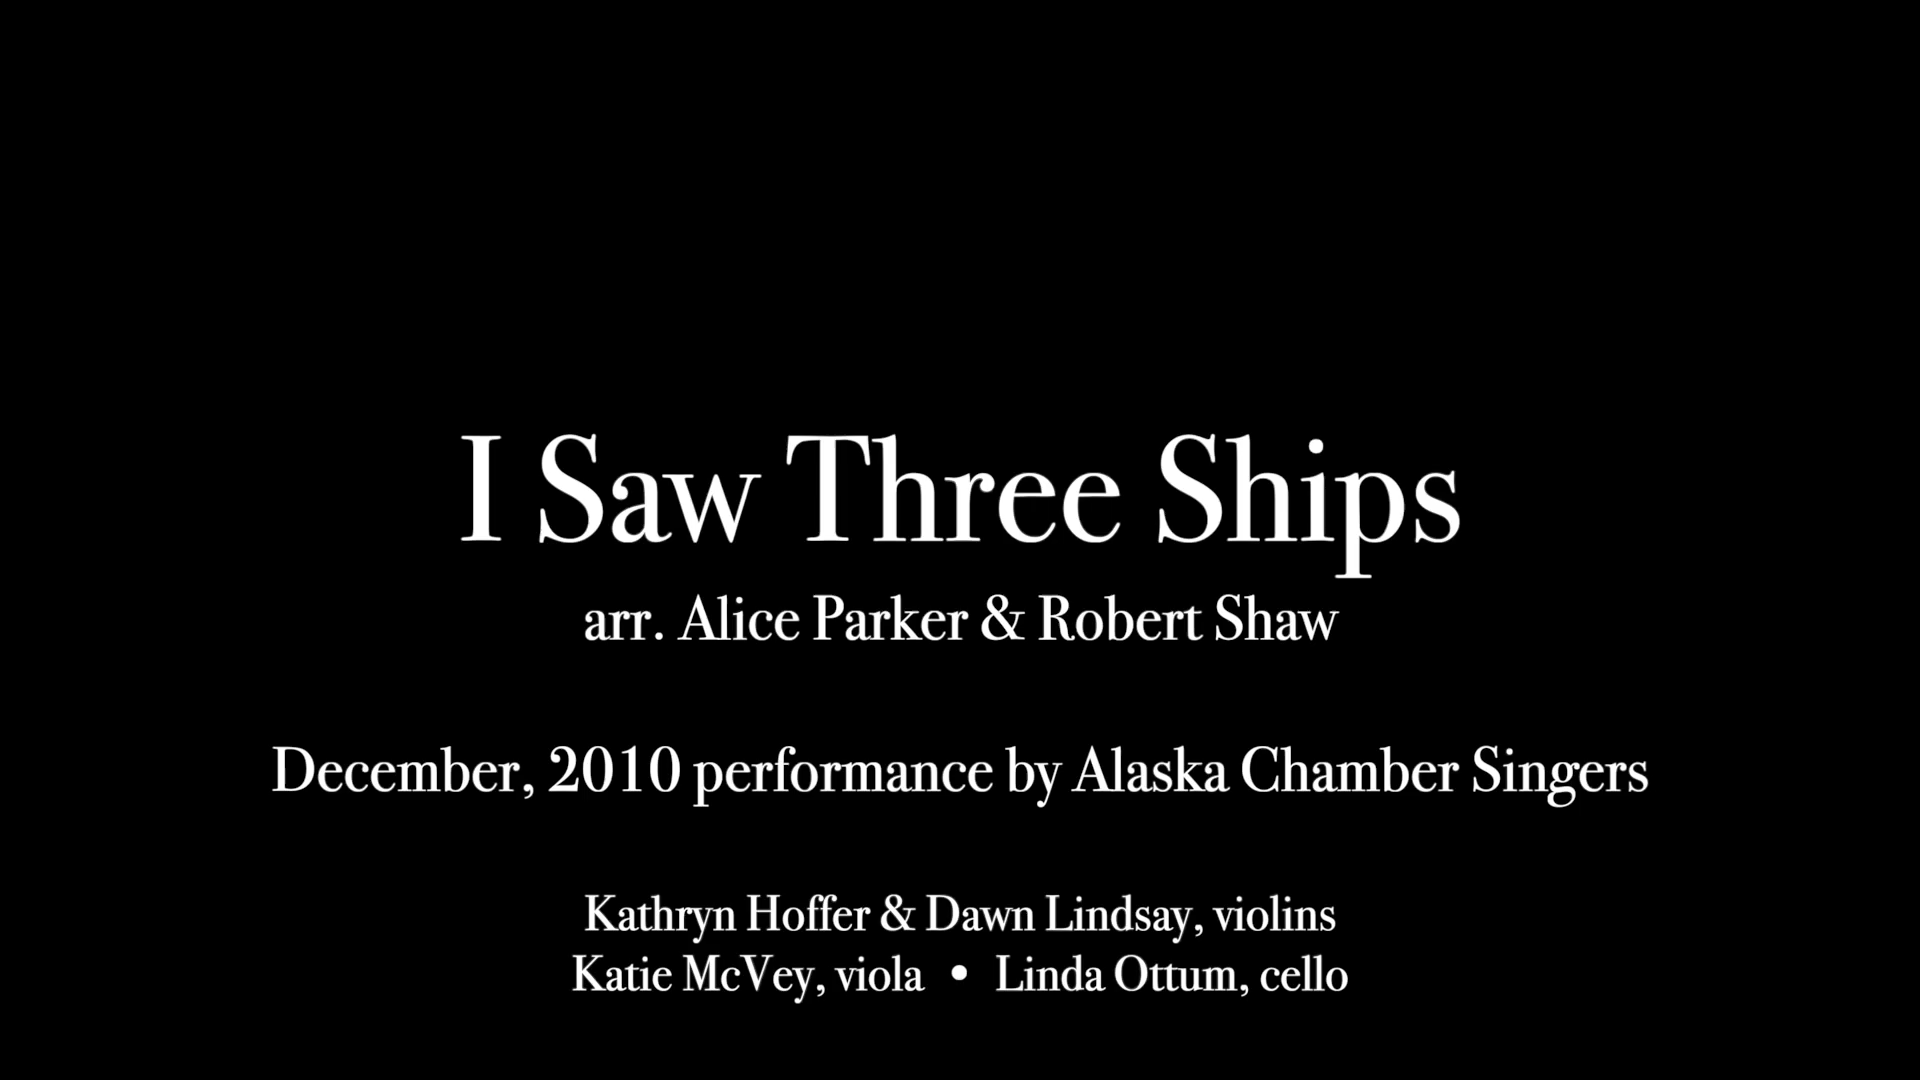 I Saw Three Ships
arr. Alice Parker & Robert Shaw
December, 2010 performance by Alaska Chamber Singers
Kathryn Hoffer & Dawn Lindsay, violins
Katie McVey, viola • Linda Ottum, cello